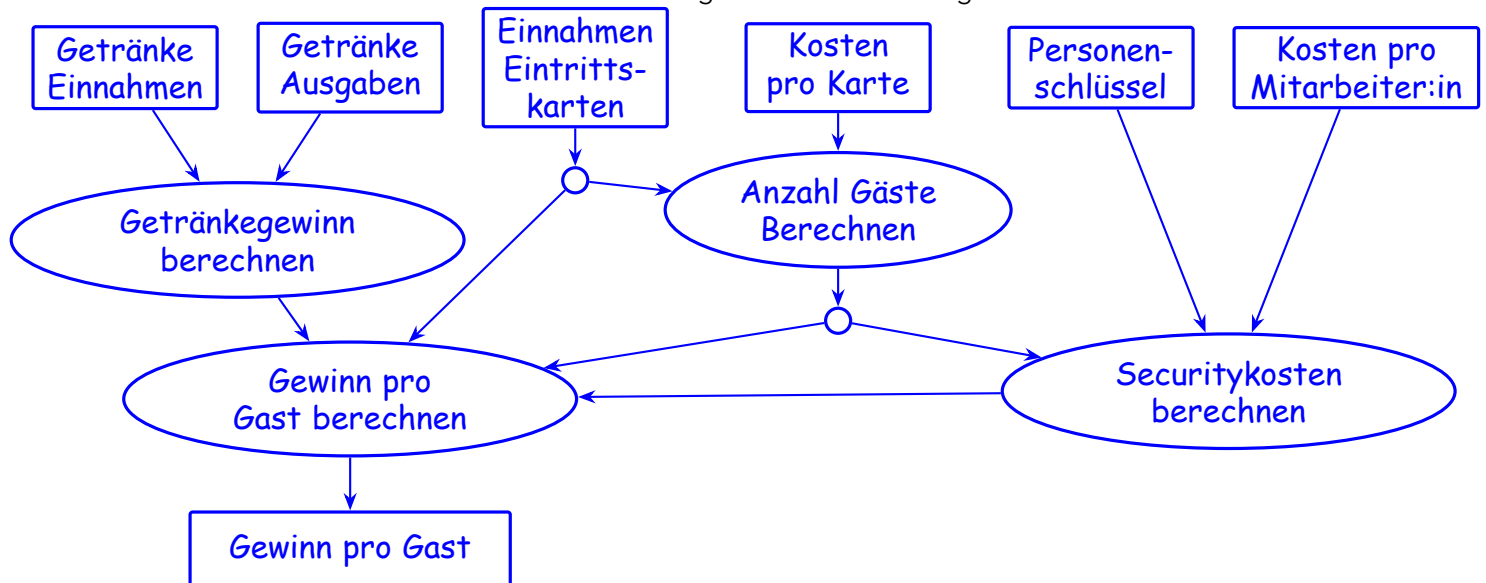 Getränke
Einnahmen
Getränke
Ausgaben
Einnahmen
Eintritts-
karten
Kosten
pro Karte
Personen-
schlüssel
Kosten pro
Mitarbeiter:in
Getränkegewinn
berechnen
Anzahl Gäste
Berechnen
Gewinn pro
Gast berechnen
Securitykosten
berechnen
Gewinn pro Gast